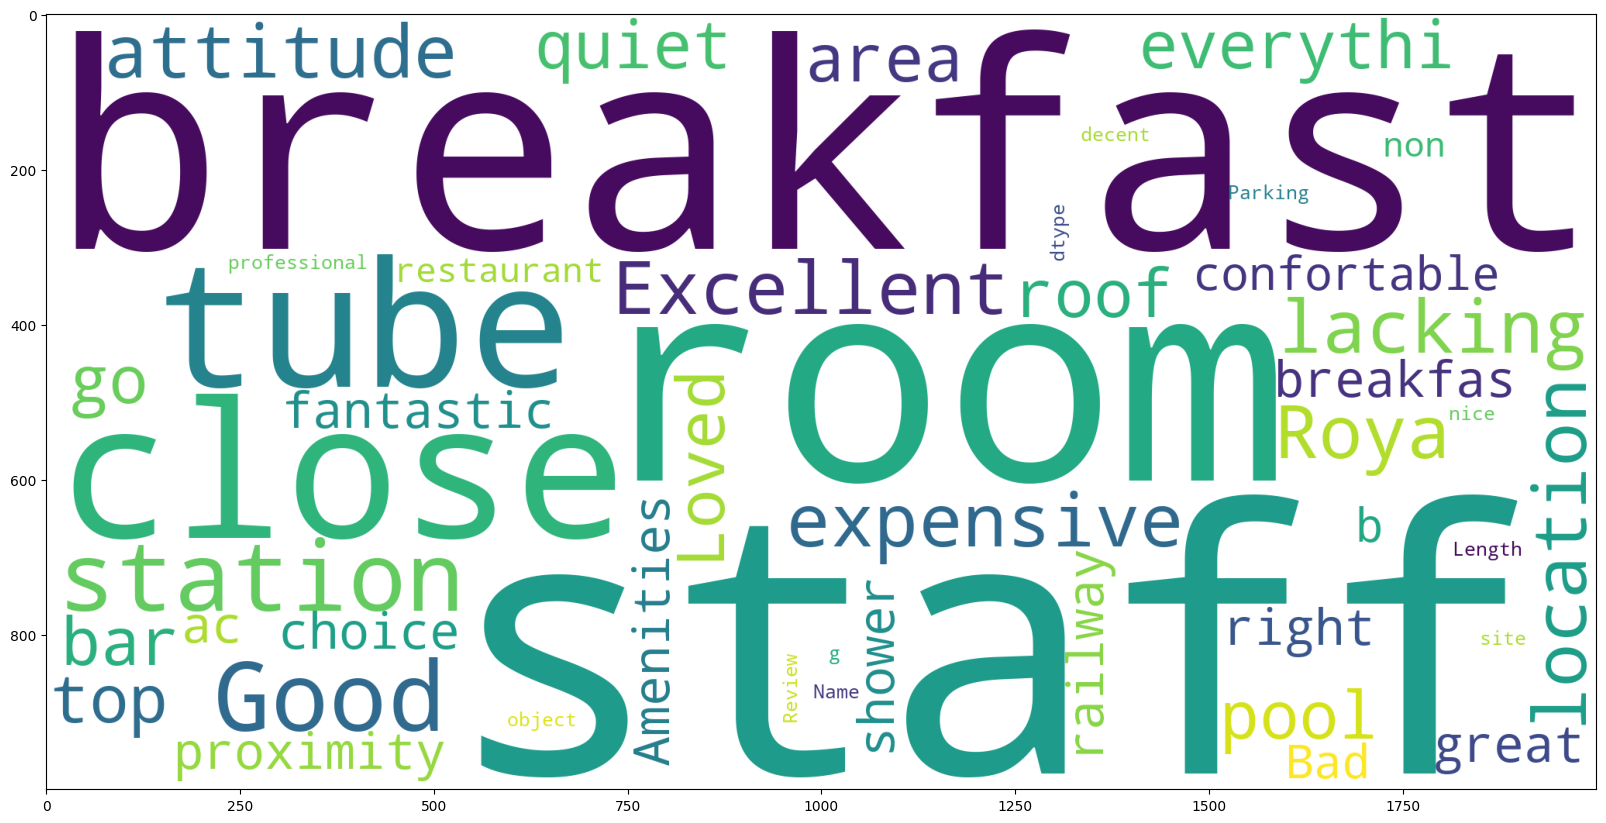 0
attitude
quiet
area
everythi
breakfast
decent
non
200
Parking
dtype
professional
restaurant
tube
Excellent
roof
confortable
400
lacking
room
go
breakfas
fantastic
Loved
Roya
nice
location
close
600
Amenities
expensive
b
station
staff
railway
Length
800
bar
ac
choice
shower
right
site
g
Review
Name
top
Good
object
pool
proximity
great
Bad
0 250 500 750 1000 1250 1500 1750